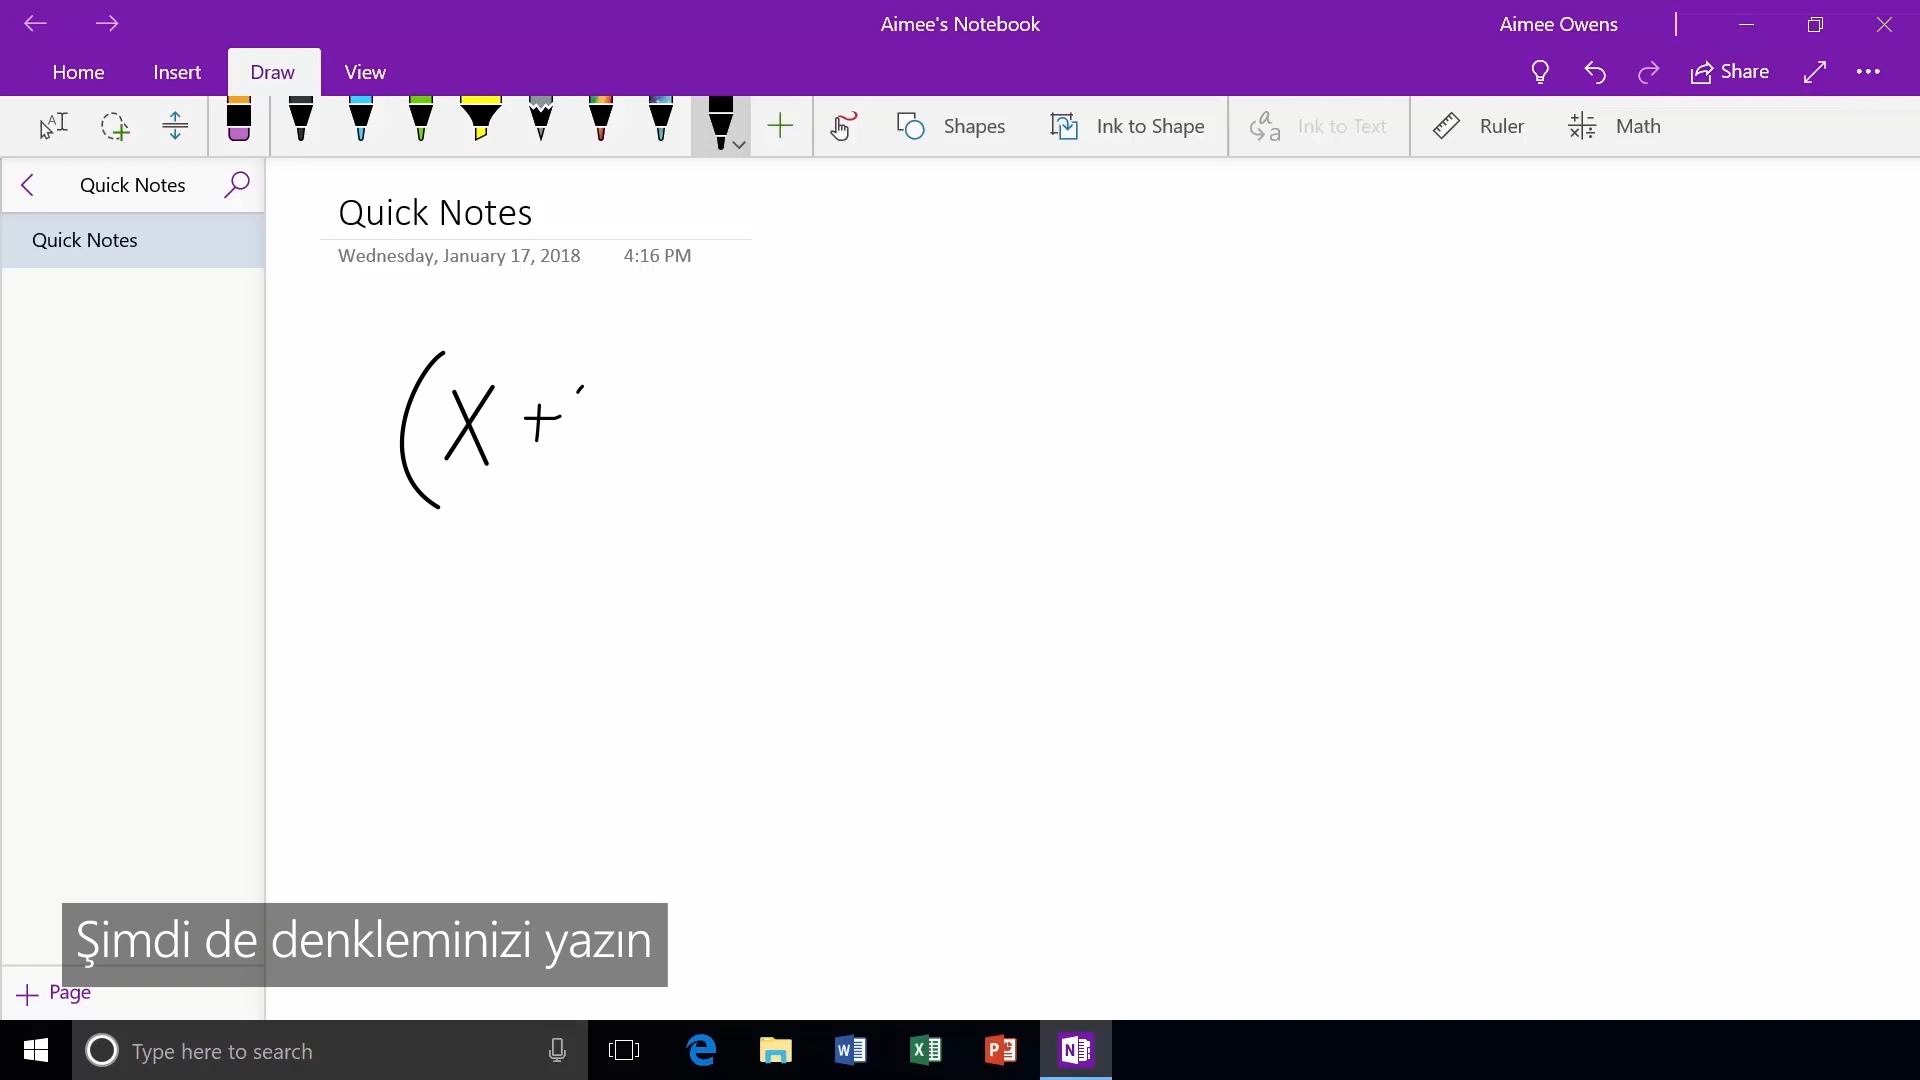 Aimee's Notebook
Aimee Owens
Home Insert Draw View
Share
Shapes Ink to Shape Ink to Text Ruler Math
Quick Notes
Quick Notes
Quick Notes
Wednesday, January 17, 2018 4:16 PM
(X +
Şimdi de denkleminizi yazın
Page
Type here to search